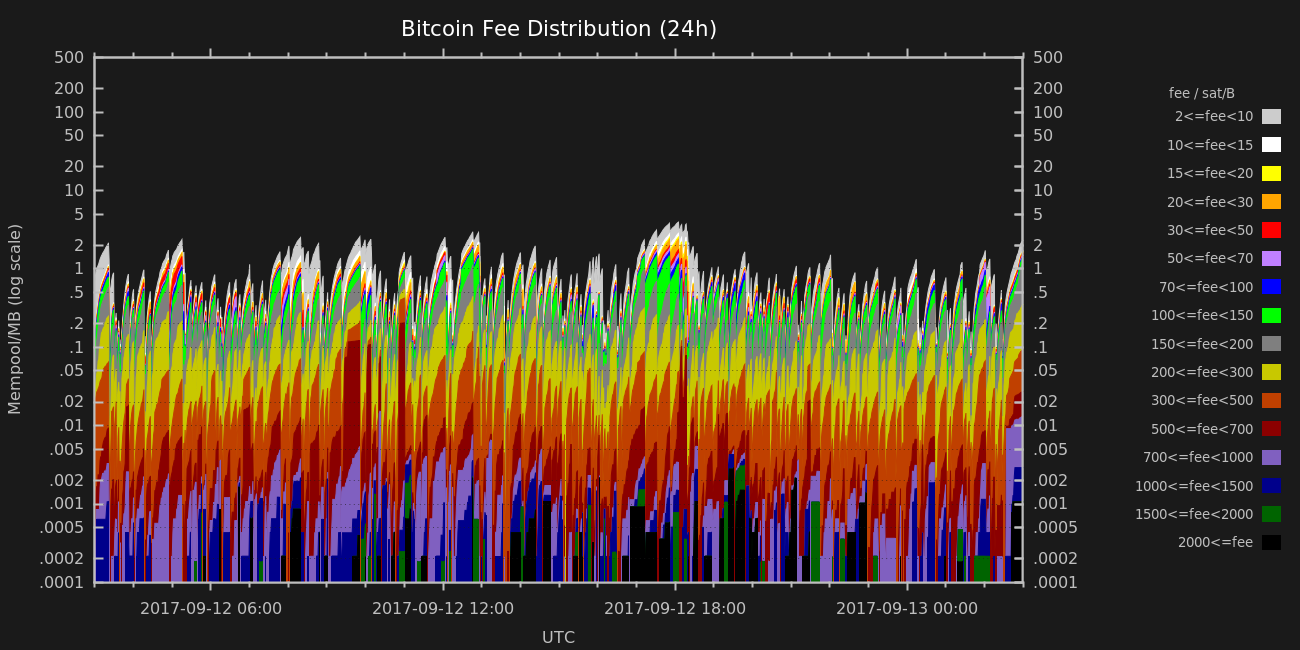 Bitcoin Fee Distribution (24h)
Mempool/MB (log scale)
500
200
100
50
20
10
5
2
1
.5
.2
.1
.05
.02
.01
.005
.002
.001
.0005
.0002
.0001
500
200
100
50
20
10
5
2
1
.5
.2
.1
.05
.02
.01
.005
.002
.001
.0005
.0002
.0001
2017-09-12 06:00
2017-09-12 12:00
2017-09-12 18:00
2017-09-13 00:00
UTC
fee / sat/B
2<=fee<10
10<=fee<15
15<=fee<20
20<=fee<30
30<=fee<50
50<=fee<70
70<=fee<100
100<=fee<150
150<=fee<200
200<=fee<300
300<=fee<500
500<=fee<700
700<=fee<1000
1000<=fee<1500
1500<=fee<2000
2000<=fee